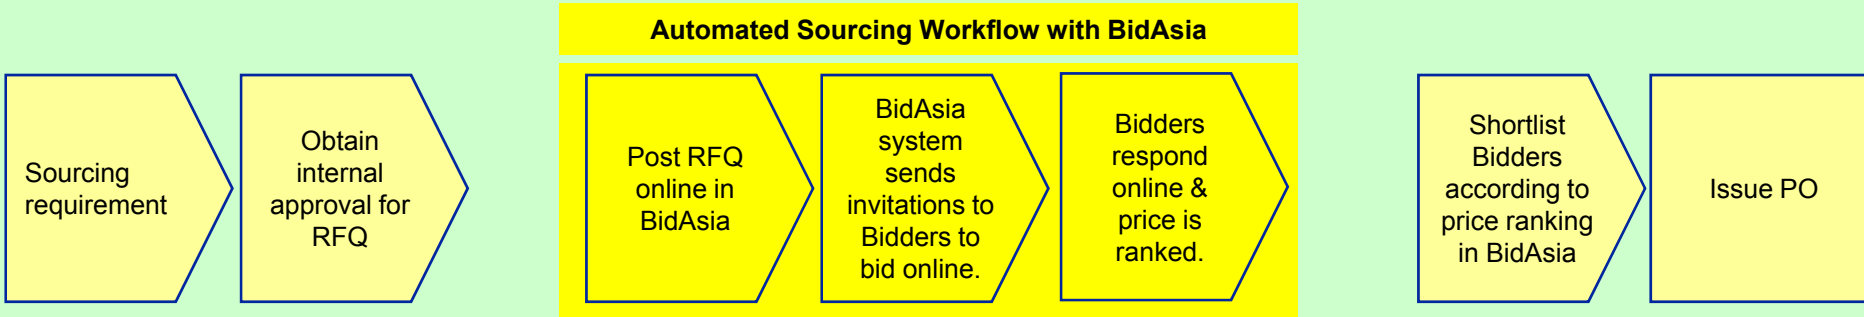 Automated Sourcing Workflow with BidAsia
Sourcing
requirement
Obtain
internal
approval for
RFQ
Post RFQ
online in
BidAsia
BidAsia
system
sends
invitations to
Bidders to
bid online.
Bidders
respond
online &
price is
ranked.
Shortlist
Bidders
according to
price ranking
in BidAsia
Issue PO